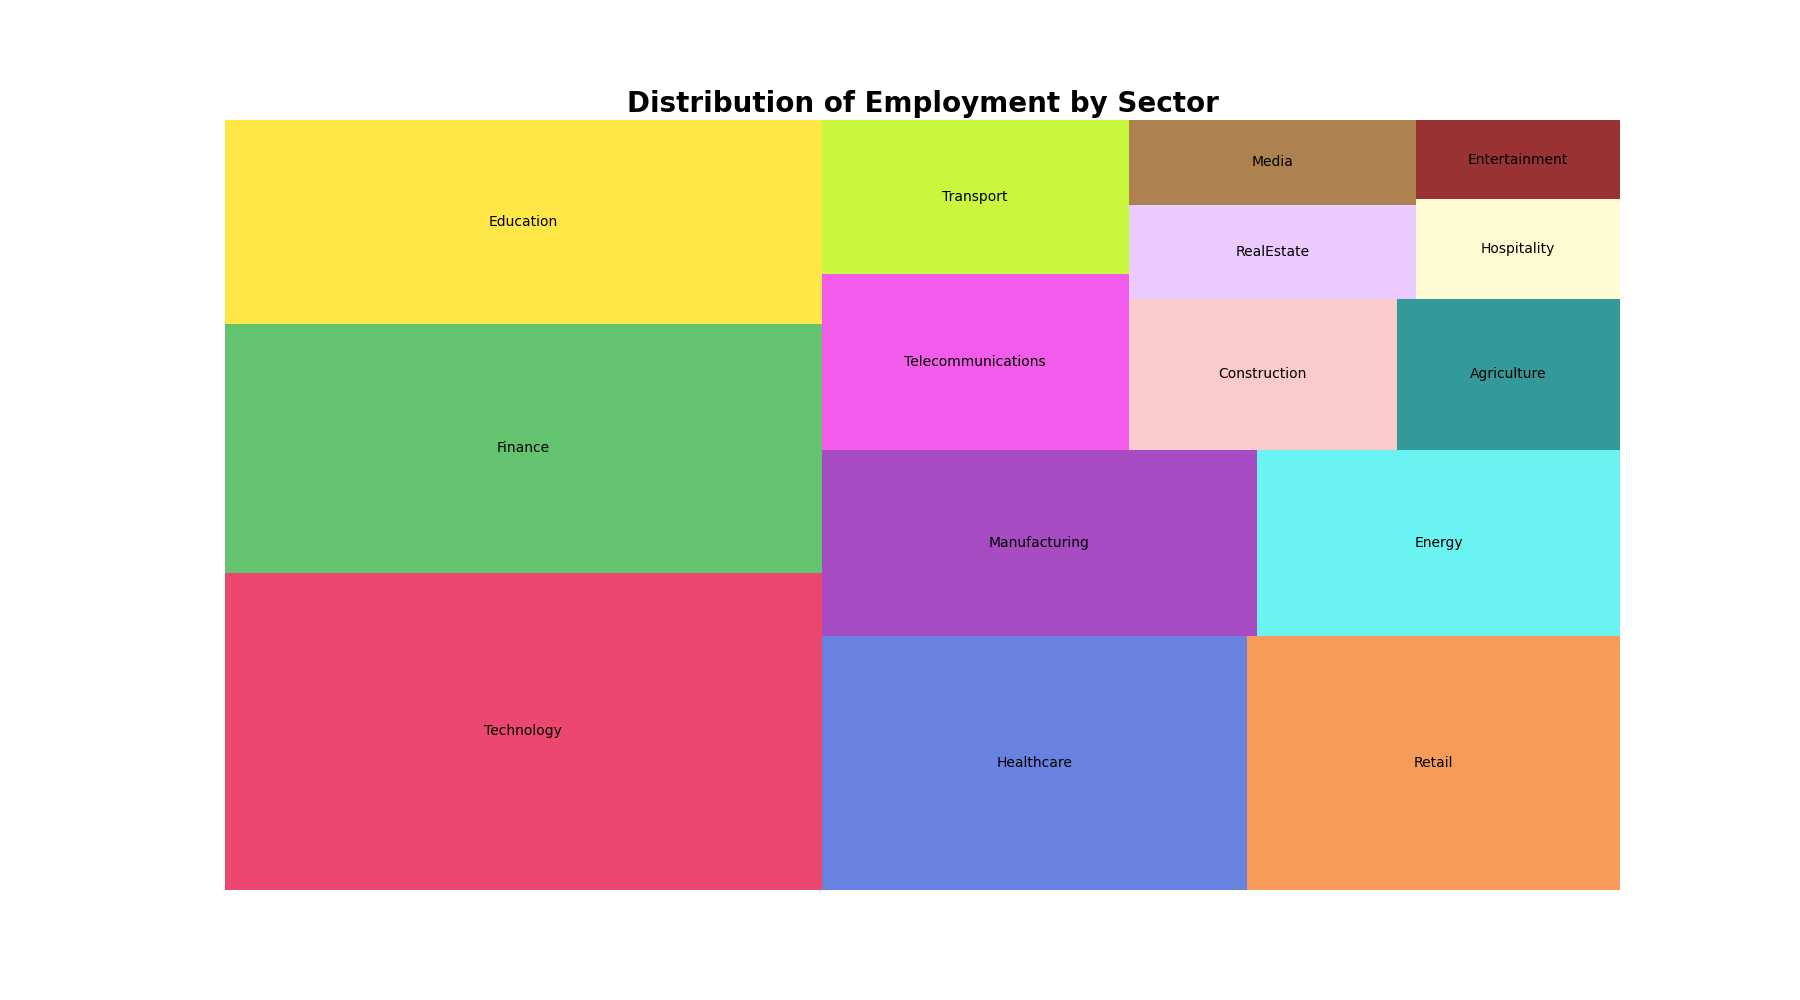 Distribution of Employment by Sector
Education
Transport
Media
Entertainment
RealEstate
Hospitality
Telecommunications
Construction
Agriculture
Finance
Manufacturing
Energy
Technology
Healthcare
Retail